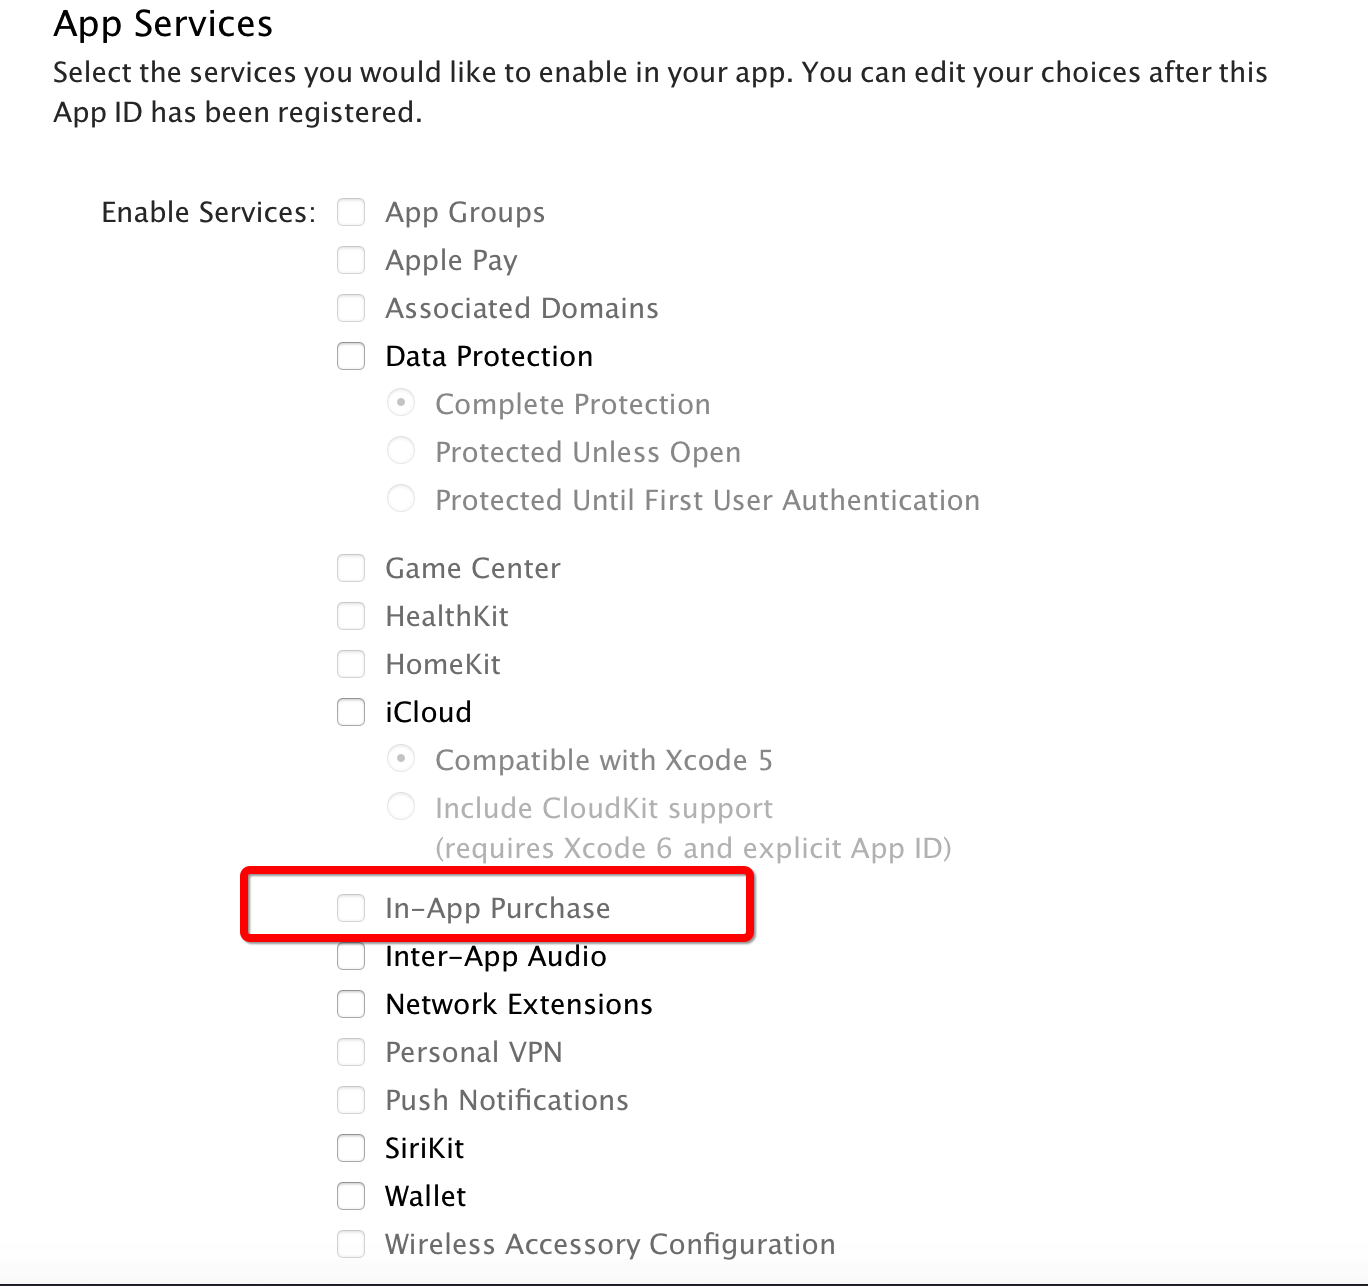 App Services
Select the services you would like to enable in your app. You can edit your choices after this
App ID has been registered.
Enable Services:
App Groups
Apple Pay
Associated Domains
Data Protection
Complete Protection
Protected Unless Open
Protected Until First User Authentication
Game Center
HealthKit
HomeKit
iCloud
Compatible with Xcode 5
Include CloudKit support
(requires Xcode 6 and explicit App ID)
In-App Purchase
Inter-App Audio
Network Extensions
Personal VPN
Push Notifications
SiriKit
Wallet
Wireless Accessory Configuration